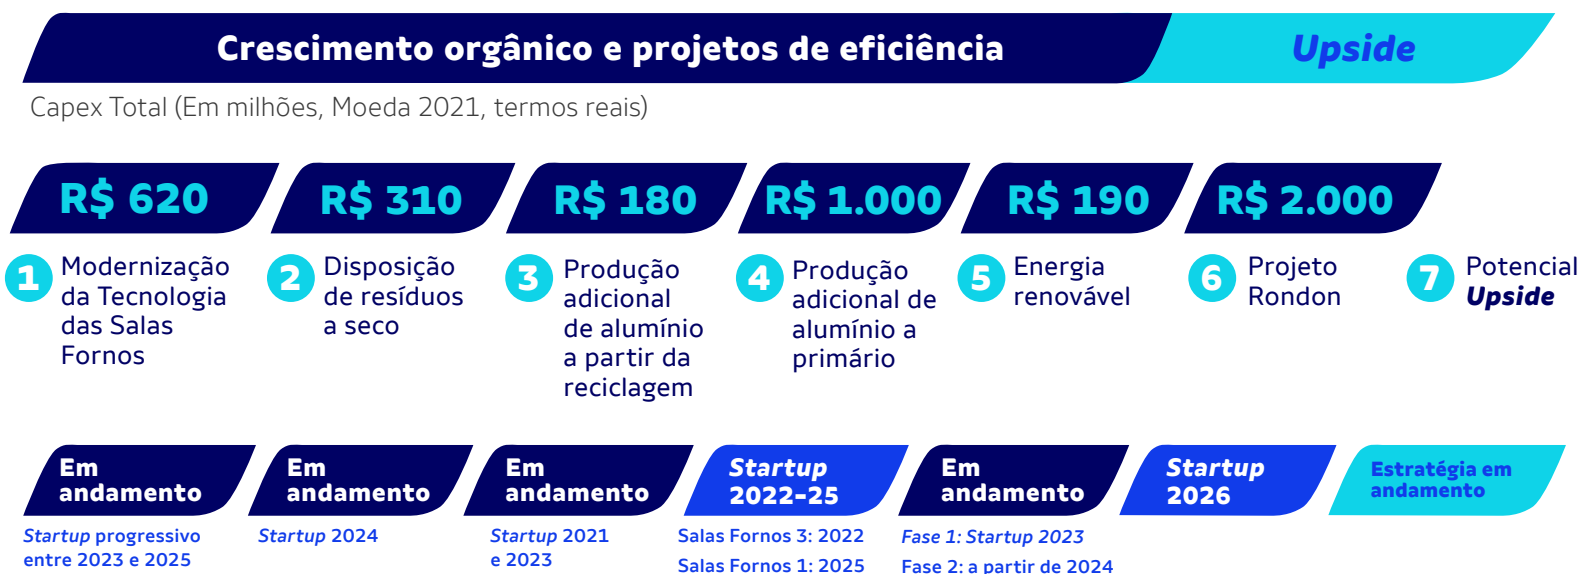 Crescimento orgânico e projetos de eficiência
Upside
Capex Total (Em milhões, Moeda 2021, termos reais)
R$ 620
R$ 310
R$ 180
R$ 1.000
R$ 190
R$ 2.000
1
Modernização
da Tecnologia
das Salas
Fornos
2
Disposição
de resíduos
a seco
3
Produção
adicional
de alumínio
a partir da
reciclagem
4
Produção
adicional de
alumínio a
primário
5
Energia
renovável
6
Projeto
Rondon
7
Potencial
Upside
Em
andamento
Startup progressivo
entre 2023 e 2025
Em
andamento
Startup 2024
Em
andamento
Startup 2021
e 2023
Startup
2022-25
Salas Fornos 3: 2022
Salas Fornos 1: 2025
Em
andamento
Fase 1: Startup 2023
Fase 2: a partir de 2024
Startup
2026
Estratégia em
andamento